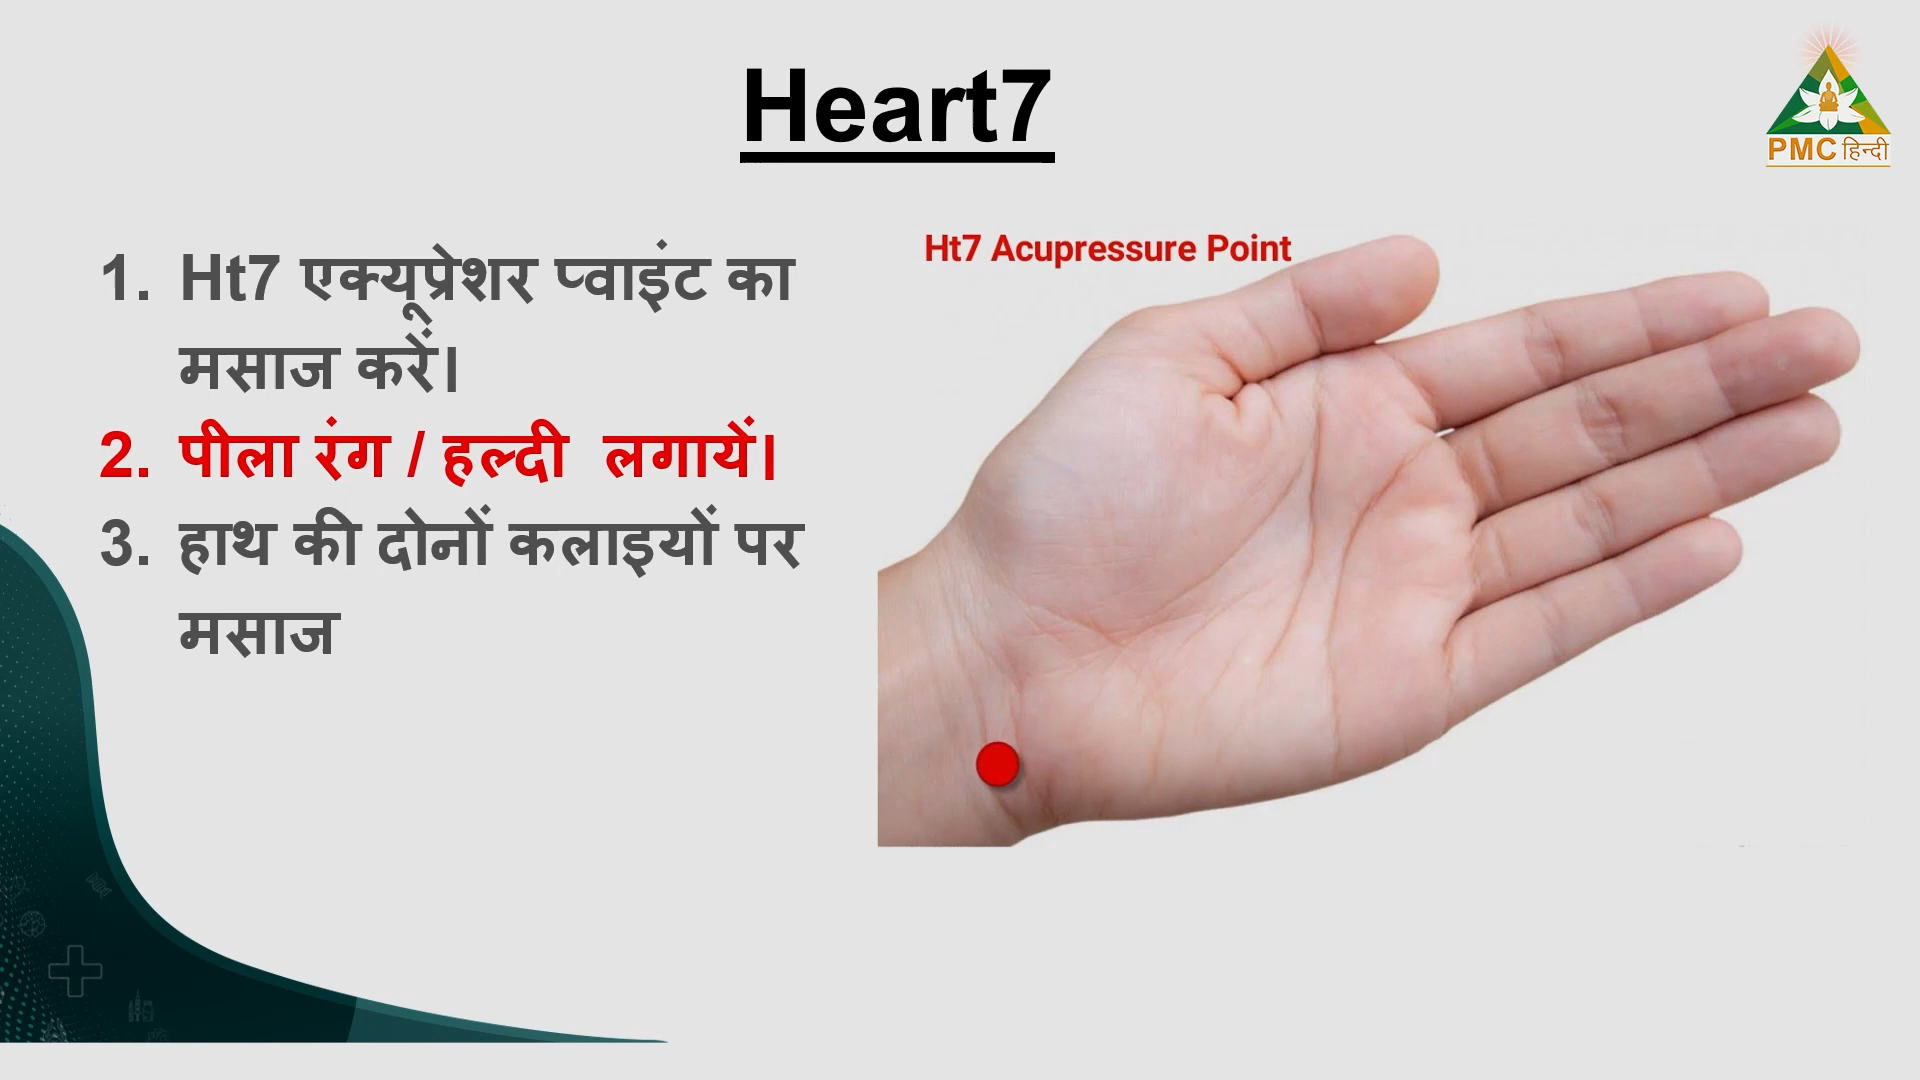 Heart7
PMC हिन्दी
Ht7 Acupressure Point
1. Ht7 एक्यूप्रेशर प्वाइंट का
मसाज करें।
2. पीला रंग / हल्दी लगायें।
3. हाथ की दोनों कलाइयों पर
मसाज